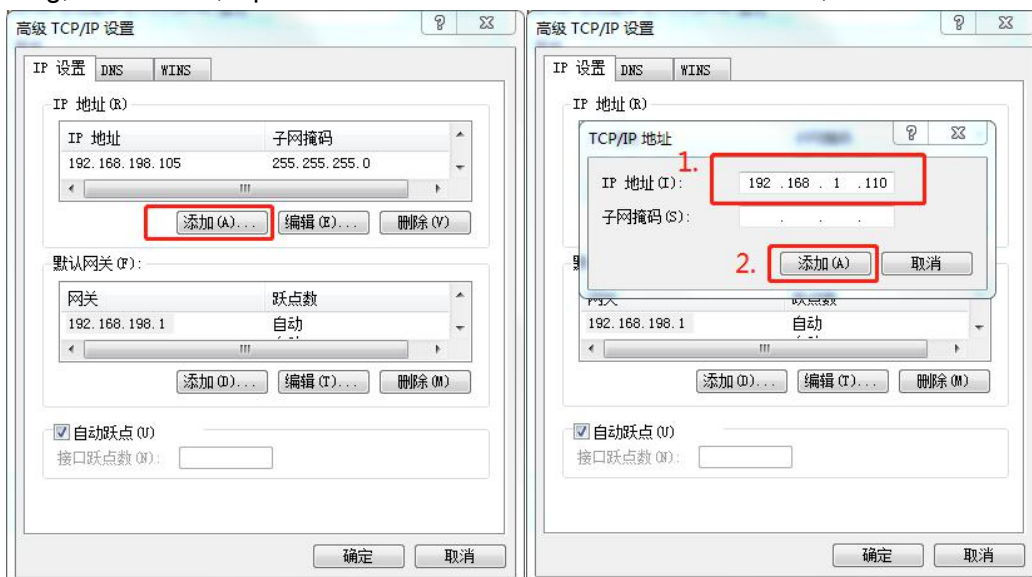 高级 TCP/IP 设置
IP 设置 DNS WINS
IP 地址(R)
IP 地址 子网掩码
192.168.198.105 255.255.255.0
添加(A)... 编辑(E)... 删除(V)
默认网关(F):
网关 跃点数
192.168.198.1 自动
添加(D)... 编辑(T)... 删除(M)
自动跃点(U)
接口跃点数(N):
确定 取消
高级 TCP/IP 设置
IP 设置 DNS WINS
IP 地址(R)
TCP/IP 地址
1.
IP 地址(I): 192 .168 . 1 .110
子网掩码(S): . . .
2. 添加(A) 取消
192.168.198.1 自动
添加(D)... 编辑(T)... 删除(M)
自动跃点(U)
接口跃点数(N):
确定 取消